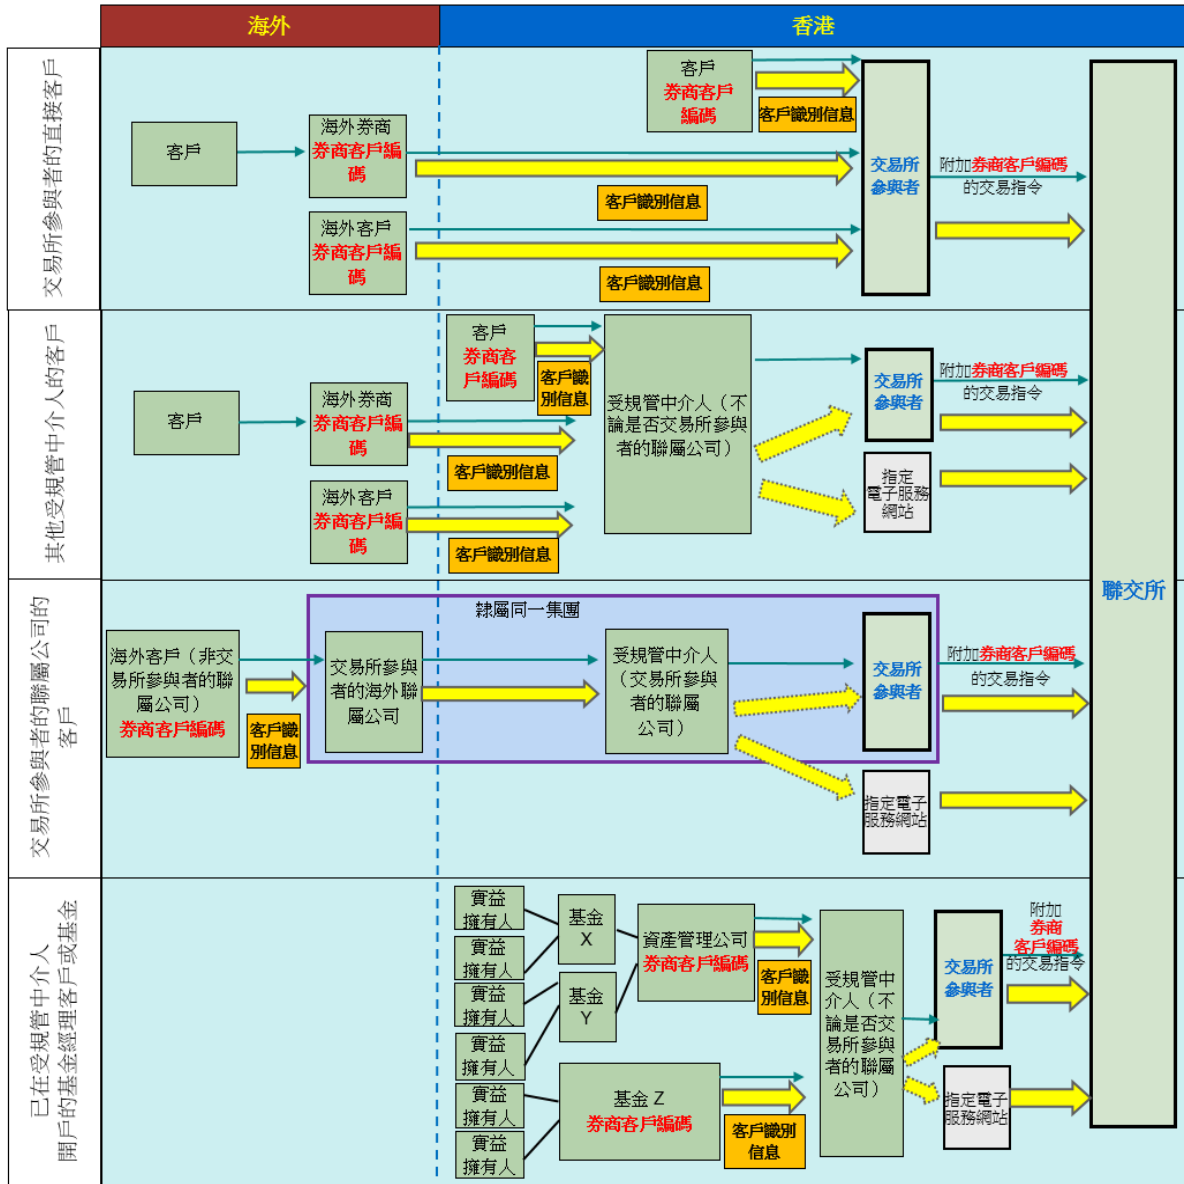 海外
香港
交易所參與者的直接客戶
客戶
券商客戶
編碼
客戶識別信息
客戶
海外券商
券商客戶編
碼
客戶識別信息
海外客戶
券商客戶編
碼
客戶識別信息
交易所
參與者
附加券商客戶編碼
的交易指令
聯交所
其他受規管中介人的客戶
客戶
券商客
戶編碼
客戶識
別信息
客戶
海外券商
券商客戶編
碼
客戶識別信息
海外客戶
券商客戶編
碼
客戶識別信息
受規管中介人（不
論是否交易所參與
者的聯屬公司）
交易所
參與者
附加券商客戶編碼
的交易指令
指定
電子服務
網站
交易所參與者的聯屬公司的
客戶
隸屬同一集團
海外客戶（非交
易所參與者的聯
屬公司）
券商客戶編碼
客戶識
別信息
交易所參與
者的海外聯
屬公司
受規管中介人
（交易所參與
者的聯屬
公司）
交易所
參與者
附加券商客戶編碼
的交易指令
指定電子
服務網站
已在受規管中介人
開戶的基金經理客戶或基金
實益
擁有人
實益
擁有人
實益
擁有人
實益
擁有人
實益
擁有人
實益
擁有人
基金
X
基金
Y
資產管理公司
券商客戶編碼
客戶識
別信息
基金 Z
券商客戶編碼
客戶識別
信息
受規管中
介人（不
論是否交
易所參與
者的聯屬
公司）
交易所
參與者
附加
券商
客戶編碼
的交易指令
指定電子
服務網站